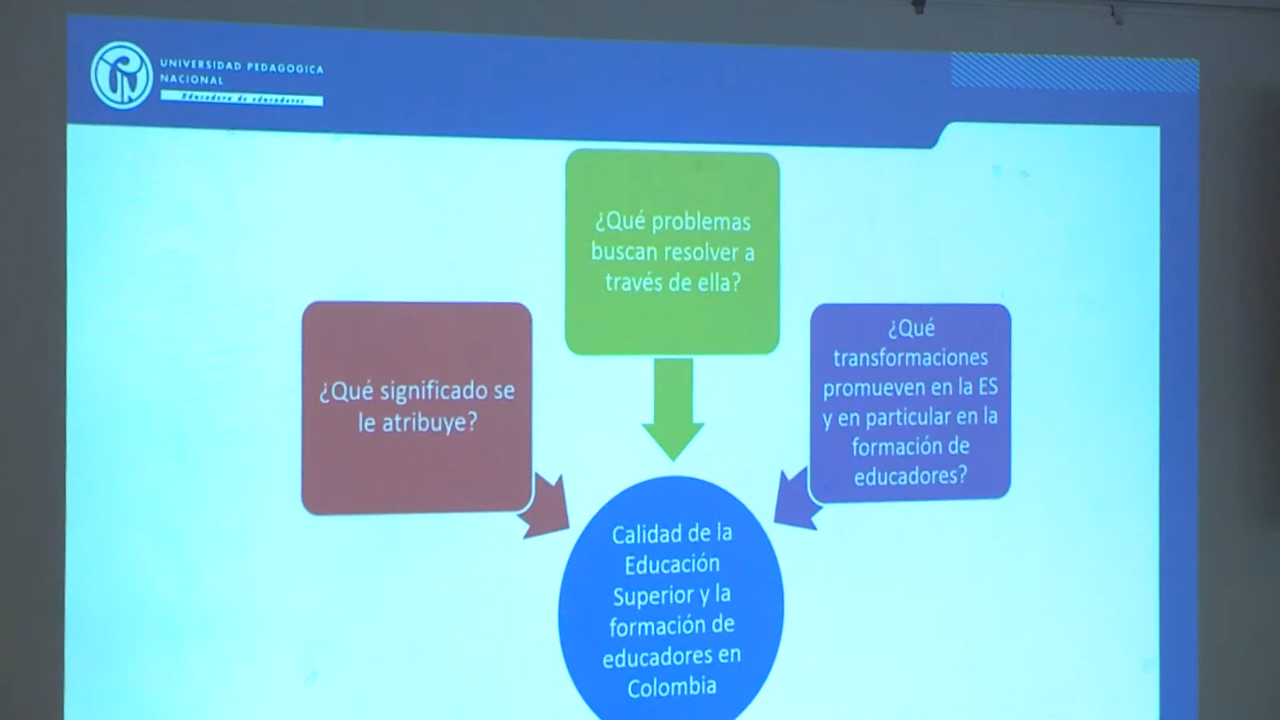 UNIVERSIDAD PEDAGOGICA
NACIONAL
Educadora de educadores
¿Qué problemas
buscan resolver a
través de ella?
¿Qué significado se
le atribuye?
¿Qué
transformaciones
promueven en la ES
y en particular en la
formación de
educadores?
Calidad de la
Educación
Superior y la
formación de
educadores en
Colombia